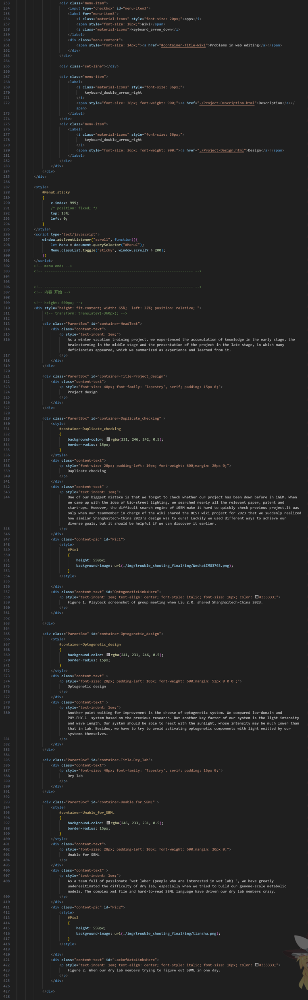 253 <div class="menu-item">
254 <input type="checkbox" id="menu-item3">
255 <label for="menu-item3">
256 <i class="material-icons" style="font-size: 20px;">apps</i>
257 <span style="font-size: 18px;">Wiki</span>
258 <i class="material-icons">keyboard_arrow_down</i>
259 </label>
260 <div class="menu-content">
261 <span style="font-size: 14px;"><a href="#container-Title-Wiki">Problems in web editing</a></span>
262 </div>
263 </div>
264
265 <div class="set-line"></div>
266
267 <div class="menu-item">
268 <label>
269 <i class="material-icons" style="font-size: 36px;">
270 keyboard_double_arrow_right
271 </i>
272 <span style="font-size: 36px; font-weight: 900;"><a href="./Project-Description.html">Description</a></
span>
273 </label>
274 </div>
275 <div class="menu-item">
276 <label>
277 <i class="material-icons" style="font-size: 36px;">
278 keyboard_double_arrow_right
279 </i>
280 <span style="font-size: 36px; font-weight: 900;"><a href="./Project-Design.html">Design</a></span>
281 </label>
282 </div>
283 </div>
284 </div>
285 </div>
286
287 <style>
288 #MenuC.sticky
289 {
290 z-index: 999;
291 /* position: fixed; */
292 top: 15%;
293 left: 0;
294 }
295 </style>
296 <script type="text/javascript">
297 window.addEventListener("scroll", function(){
298 let Menu = document.querySelector("#MenuC");
299 Menu.classList.toggle("sticky", window.scrollY > 200);
300 })
301 </script>
302 <!-- menu ends -->
303 <!-- ---------------------------------------------------------------------- -->
304
305
306 <!-- ---------------------------------------------------------------------- -->
307 <!-- 内容 开始 -->
308
309 <!-- height: 600px; -->
310 <div style="height: fit-content; width: 65%;  left: 32%; position: relative; ">
311 <!-- transform: translateY(-360px); -->
312
313 <div class="ParentBox" id="container-HeadText">
314 <div class="content-text">
315 <p style="text-indent: 1em;">
316 As a winter vacation training project, we experienced the accumulation of knowledge in the early stage, the
brainstorming in the middle stage and the presentation of the project in the late stage, in which many
deficiencies appeared, which we summarized as experience and learned from it.
317 </p>
318 </div>
319 </div>
320
321 <div class="ParentBox" id="container-Title-Project_design">
322 <div class="content-text">
323 <p style="font-size: 48px; font-family: 'Tapestry', serif; padding: 15px 0;">
324 Project design
325 </p>
326 </div>
327 </div>
328
329 <div class="ParentBox" id="container-Duplicate_checking" >
330 <style>
331 #container-Duplicate_checking
332 {
333 background-color: rgba(231, 246, 242, 0.5);
334 border-radius: 15px;
335 }
336 </style>
337 <div class="content-text">
338 <p style="font-size: 28px; padding-left: 10px; font-weight: 600;margin: 20px 0;">
339 Duplicate checking
340 </p>
341 </div>
342 <div class="content-text" >
343 <p style="text-indent: 1em;">
344 One of our biggest mistake is that we forgot to check whether our project has been down before in iGEM. When
we came up with the idea of bio-street lighting, we searched nearly all the relevant paper, patent and
start-ups. However, the difficult search engine of iGEM make it hard to quickly check previous project.It was
only when our teammember in charge of the wiki shared the BEST wiki project for 2023 that we suddenly realized
how similar Shanghaitech-China 2023's design was to ours! Luckily we used different ways to achieve our
diverse goals, but it should be helpful if we can discover it earlier.
345 </p>
346 </div>
347 <div class="content-pic" id="Pic1">
348 <style>
349 #Pic1
350 {
351 height: 550px;
352 background-image: url(./img/trouble_shooting_final/img/WechatIMG3763.png);
353 }
354 </style>
355
356 </div>
357 <div class="content-text" id="OptogeneticLinksHere">
358 <p style="text-indent: 1em; text-align: center; font-style: italic; font-size: 16px; color: #333333;">
359 Figure 1. Playback screenshot of group meeting when Liu Z.R. shared Shanghaitech-China 2023.
360 </p>
361 </div>
362
363 </div>
364
365 <div class="ParentBox" id="container-Optogenetic_design">
366 <style>
367 #container-Optogenetic_design
368 {
369 background-color: rgba(241, 231, 246, 0.5);
370 border-radius: 15px;
371 }
372 </style>
373 <div class="content-text" >
374 <p style="font-size: 28px; padding-left: 10px; font-weight: 600;margin: 52px 0 0 0 ;">
375 Optogenetic design
376 </p>
377 </div>
378 <div class="content-text" >
379 <p style="text-indent: 1em;">
380 Another point waiting for improvement is the choose of optogenetic system. We compared lov-domain and
PHY-FHY-1  system based on the previous research. But another key factor of our system is the light intensity
and wave length. Our system should be able to react with the sunlight, whose intensity may be much lower than
that in lab. Besides, we have to try to avoid activating optogenetic components with light emitted by our
systems themselves.
381 </p>
382 </div>
383 </div>
384
385 <div class="ParentBox" id="container-Title-Dry_lab">
386 <div class="content-text">
387 <p style="font-size: 48px; font-family: 'Tapestry', serif; padding: 15px 0;">
388 Dry lab
389 </p>
390 </div>
391 </div>
392
393 <div class="ParentBox" id="container-Unable_for_SBML" >
394 <style>
395 #container-Unable_for_SBML
396 {
397 background-color: rgba(246, 233, 231, 0.5);
398 border-radius: 15px;
399 }
400 </style>
401 <div class="content-text">
402 <p style="font-size: 28px; padding-left: 10px; font-weight: 600;margin: 20px 0;">
403 Unable for SBML
404 </p>
405 </div>
406 <div class="content-text" >
407 <p style="text-indent: 1em;">
408 As a team full of passionate "wet laber (people who are interested in wet lab) ", we have greatly
underesitimated the difficulty of dry lab, especially when we tried to build our genome-scale metabolic
models. The complex xml file and hard-to-read SBML language have driven our dry lab members crazy.
409 </p>
410 </div>
411 <div class="content-pic" id="Pic2">
412 <style>
413 #Pic2
414 {
415 height: 550px;
416 background-image: url(./img/trouble_shooting_final/img/tianshu.png);
417 }
418 </style>
419
420 </div>
421 <div class="content-text" id="LackofdataLinksHere">
422 <p style="text-indent: 1em; text-align: center; font-style: italic; font-size: 16px; color: #333333;">
423 Figure 2. When our dry lab members trying to figure out SBML in one day.
424 </p>
425 </div>
426
427 </div>
428